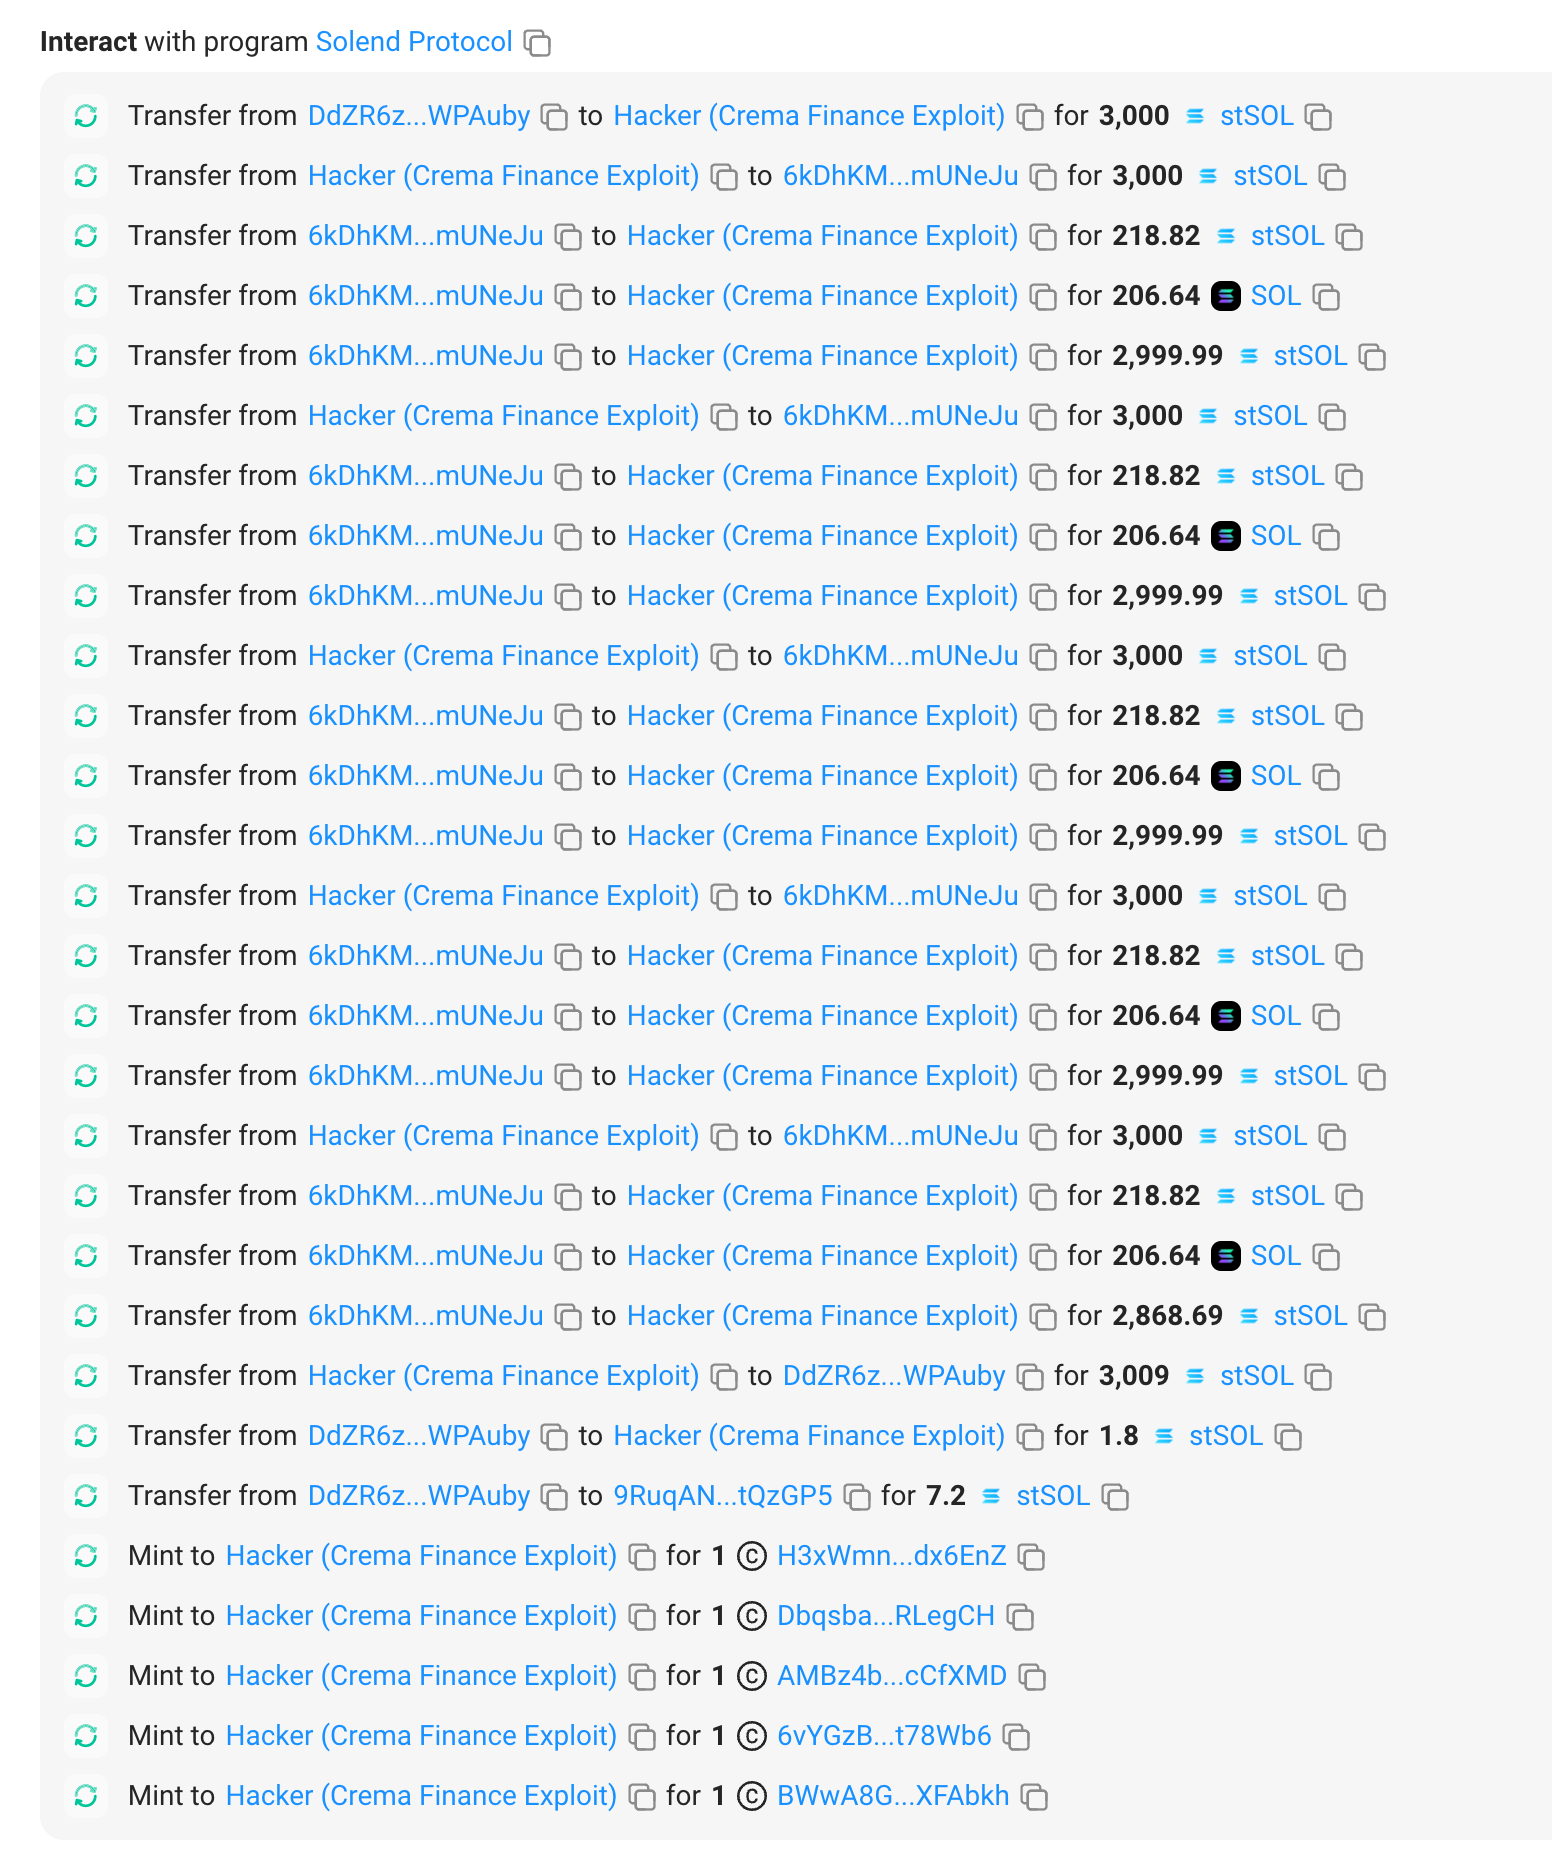 Interact with program Solend Protocol
Transfer from DdZR6z...WPAuby to Hacker (Crema Finance Exploit) for 3,000 stSOL
Transfer from Hacker (Crema Finance Exploit) to 6kDhKM...mUNeJu for 3,000 stSOL
Transfer from 6kDhKM...mUNeJu to Hacker (Crema Finance Exploit) for 218.82 stSOL
Transfer from 6kDhKM...mUNeJu to Hacker (Crema Finance Exploit) for 206.64 SOL
Transfer from 6kDhKM...mUNeJu to Hacker (Crema Finance Exploit) for 2,999.99 stSOL
Transfer from Hacker (Crema Finance Exploit) to 6kDhKM...mUNeJu for 3,000 stSOL
Transfer from 6kDhKM...mUNeJu to Hacker (Crema Finance Exploit) for 218.82 stSOL
Transfer from 6kDhKM...mUNeJu to Hacker (Crema Finance Exploit) for 206.64 SOL
Transfer from 6kDhKM...mUNeJu to Hacker (Crema Finance Exploit) for 2,999.99 stSOL
Transfer from Hacker (Crema Finance Exploit) to 6kDhKM...mUNeJu for 3,000 stSOL
Transfer from 6kDhKM...mUNeJu to Hacker (Crema Finance Exploit) for 218.82 stSOL
Transfer from 6kDhKM...mUNeJu to Hacker (Crema Finance Exploit) for 206.64 SOL
Transfer from 6kDhKM...mUNeJu to Hacker (Crema Finance Exploit) for 2,999.99 stSOL
Transfer from Hacker (Crema Finance Exploit) to 6kDhKM...mUNeJu for 3,000 stSOL
Transfer from 6kDhKM...mUNeJu to Hacker (Crema Finance Exploit) for 218.82 stSOL
Transfer from 6kDhKM...mUNeJu to Hacker (Crema Finance Exploit) for 206.64 SOL
Transfer from 6kDhKM...mUNeJu to Hacker (Crema Finance Exploit) for 2,999.99 stSOL
Transfer from Hacker (Crema Finance Exploit) to 6kDhKM...mUNeJu for 3,000 stSOL
Transfer from 6kDhKM...mUNeJu to Hacker (Crema Finance Exploit) for 218.82 stSOL
Transfer from 6kDhKM...mUNeJu to Hacker (Crema Finance Exploit) for 206.64 SOL
Transfer from 6kDhKM...mUNeJu to Hacker (Crema Finance Exploit) for 2,868.69 stSOL
Transfer from Hacker (Crema Finance Exploit) to DdZR6z...WPAuby for 3,009 stSOL
Transfer from DdZR6z...WPAuby to Hacker (Crema Finance Exploit) for 1.8 stSOL
Transfer from DdZR6z...WPAuby to 9RuqAN...tQzGP5 for 7.2 stSOL
Mint to Hacker (Crema Finance Exploit) for 1 © H3xWmn...dx6EnZ
Mint to Hacker (Crema Finance Exploit) for 1 © Dbqsba...RLegCH
Mint to Hacker (Crema Finance Exploit) for 1 © AMBz4b...cCfXMD
Mint to Hacker (Crema Finance Exploit) for 1 © 6vYGzB...t78Wb6
Mint to Hacker (Crema Finance Exploit) for 1 © BWwA8G...XFAbkh